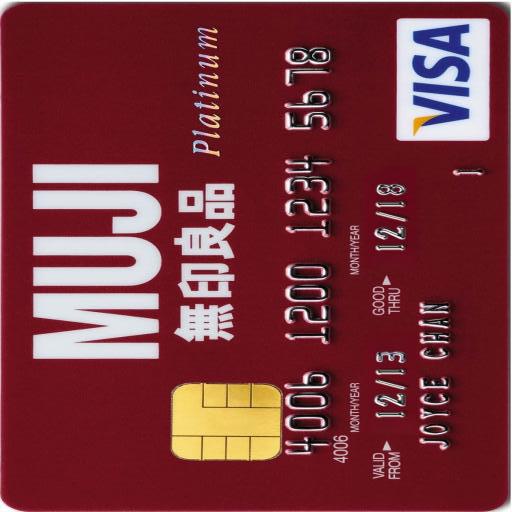 MUJI
無印良品
Platinum
4006 1200 1234 5678
4006
MONTH/YEAR
MONTH/YEAR
VALID FROM▶ 12/13
GOOD THRU▶ 12/18
1
JOYCE CHAN
VISA